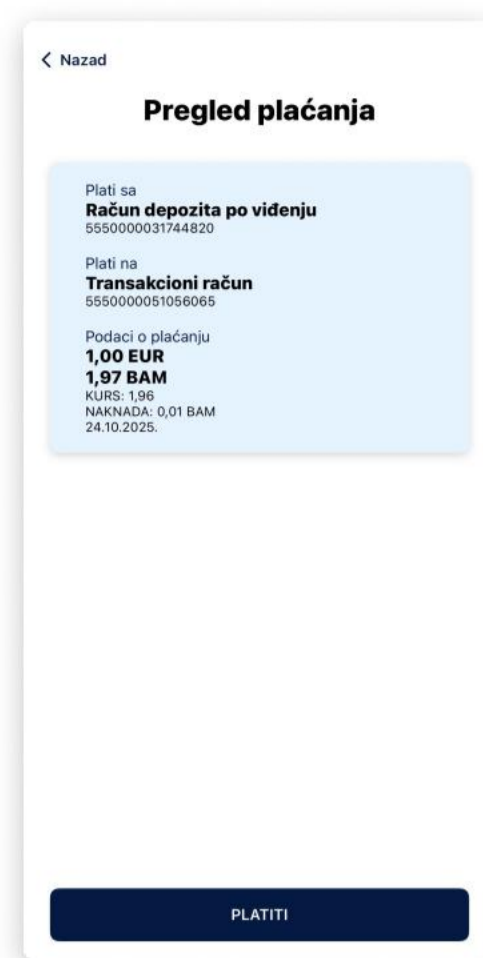 Nazad
Pregled plaćanja
Plati sa
Račun depozita po viđenju
5550000031744820
Plati na
Transakcioni račun
5550000051056065
Podaci o plaćanju
1,00 EUR
1,97 BAM
KURS: 1,96
NAKNADA: 0,01 BAM
24.10.2025.
PLATITI